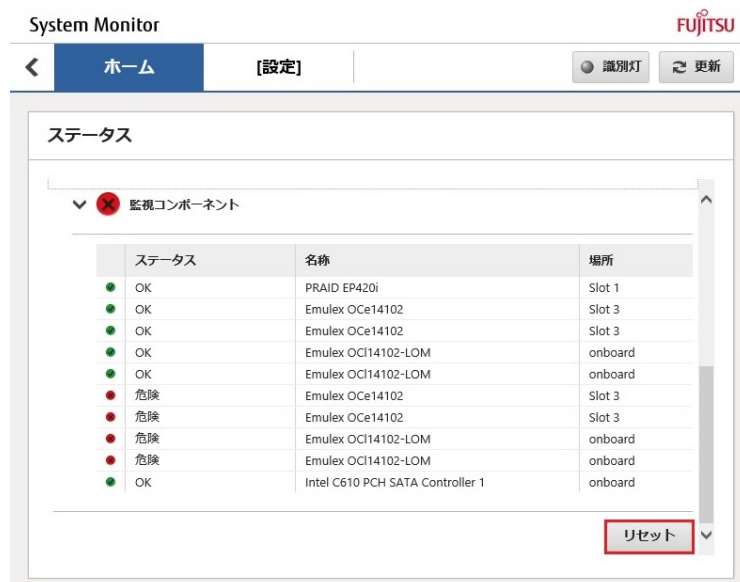 System Monitor FUJITSU
ホーム [設定] 識別灯 更新
ステータス
監視コンポーネント
ステータス 名称 場所
OK PRAID EP420i Slot 1
OK Emulex OCe14102 Slot 3
OK Emulex OCe14102 Slot 3
OK Emulex OCl14102-LOM onboard
OK Emulex OCl14102-LOM onboard
危険 Emulex OCe14102 Slot 3
危険 Emulex OCe14102 Slot 3
危険 Emulex OCl14102-LOM onboard
危険 Emulex OCl14102-LOM onboard
OK Intel C610 PCH SATA Controller 1 onboard
リセット